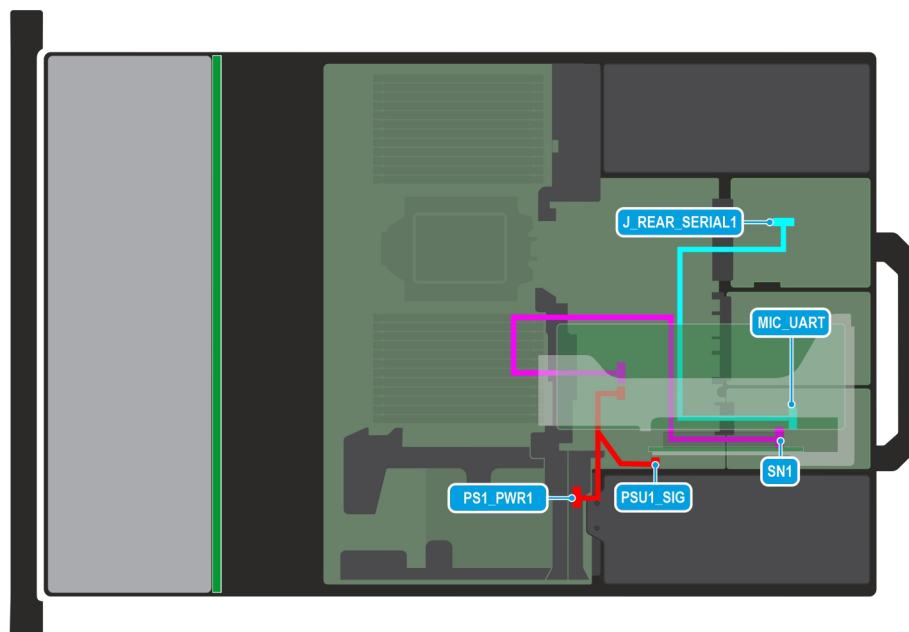 J_REAR_SERIAL1
MIC_UART
SN1
PS1_PWR1
PSU1_SIG